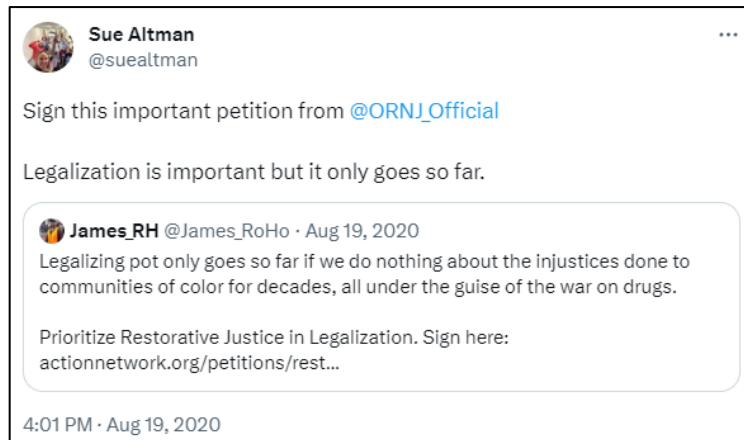 Sue Altman
@suealtman
Sign this important petition from @ORNJ_Official
Legalization is important but it only goes so far.
James_RH @James_RoHo · Aug 19, 2020
Legalizing pot only goes so far if we do nothing about the injustices done to
communities of color for decades, all under the guise of the war on drugs.
Prioritize Restorative Justice in Legalization. Sign here:
actionnetwork.org/petitions/rest...
4:01 PM · Aug 19, 2020